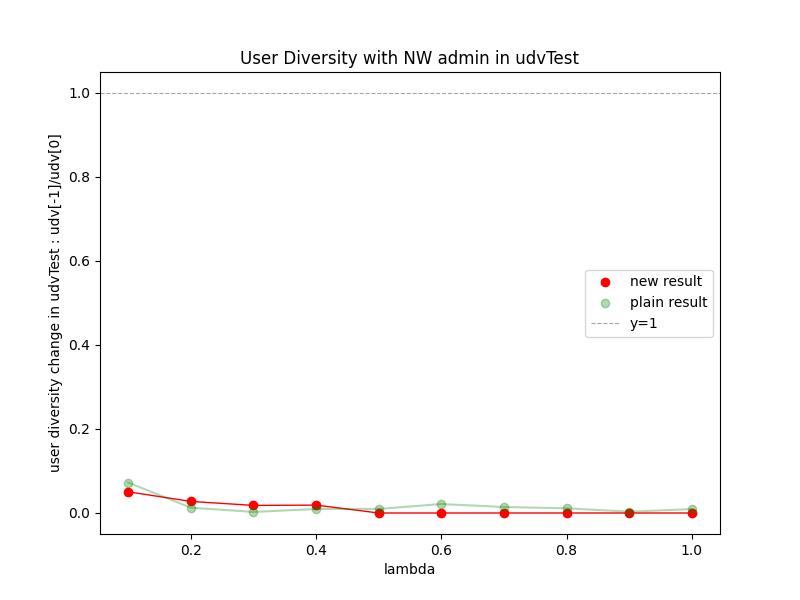 User Diversity with NW admin in udvTest
user diversity change in udvTest : udv[-1]/udv[0]
1.0
0.8
0.6
0.4
0.2
0.0
new result
plain result
y=1
0.2 0.4 0.6 0.8 1.0
lambda